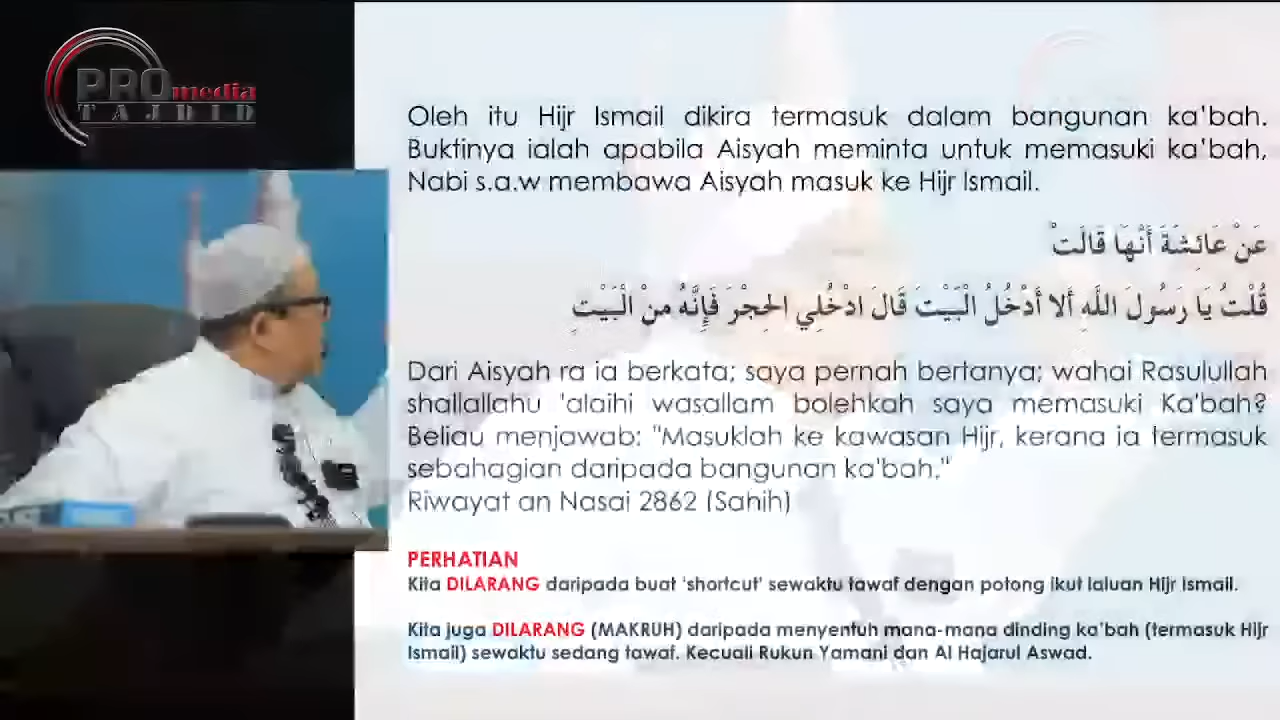 PROmedia
TAJDID
Oleh itu Hijr Ismail dikira termasuk dalam bangunan ka'bah.
Buktinya ialah apabila Aisyah meminta untuk memasuki ka'bah,
Nabi s.a.w membawa Aisyah masuk ke Hijr Ismail.
عَنْ عَائِشَةَ أَنَّهَا قَالَتْ
قُلْتُ يَا رَسُولَ اللَّهِ أَلا أَدْخُلُ الْبَيْتَ قَالَ ادْخُلِي الحِجْرَ فَإِنَّهُ مِنْ الْبَيْتِ
Dari Aisyah ra ia berkata; saya pernah bertanya; wahai Rasulullah
shallallahu 'alaihi wasallam bolehkah saya memasuki Ka'bah?
Beliau menjawab: "Masuklah ke kawasan Hijr, kerana ia termasuk
sebahagian daripada bangunan ka'bah."
Riwayat an Nasai 2862 (Sahih)
PERHATIAN
Kita DILARANG daripada buat 'shortcut' sewaktu tawaf dengan potong ikut laluan Hijr Ismail.
Kita juga DILARANG (MAKRUH) daripada menyentuh mana-mana dinding ka'bah (termasuk Hijr
Ismail) sewaktu sedang tawaf. Kecuali Rukun Yamani dan Al Hajarul Aswad.